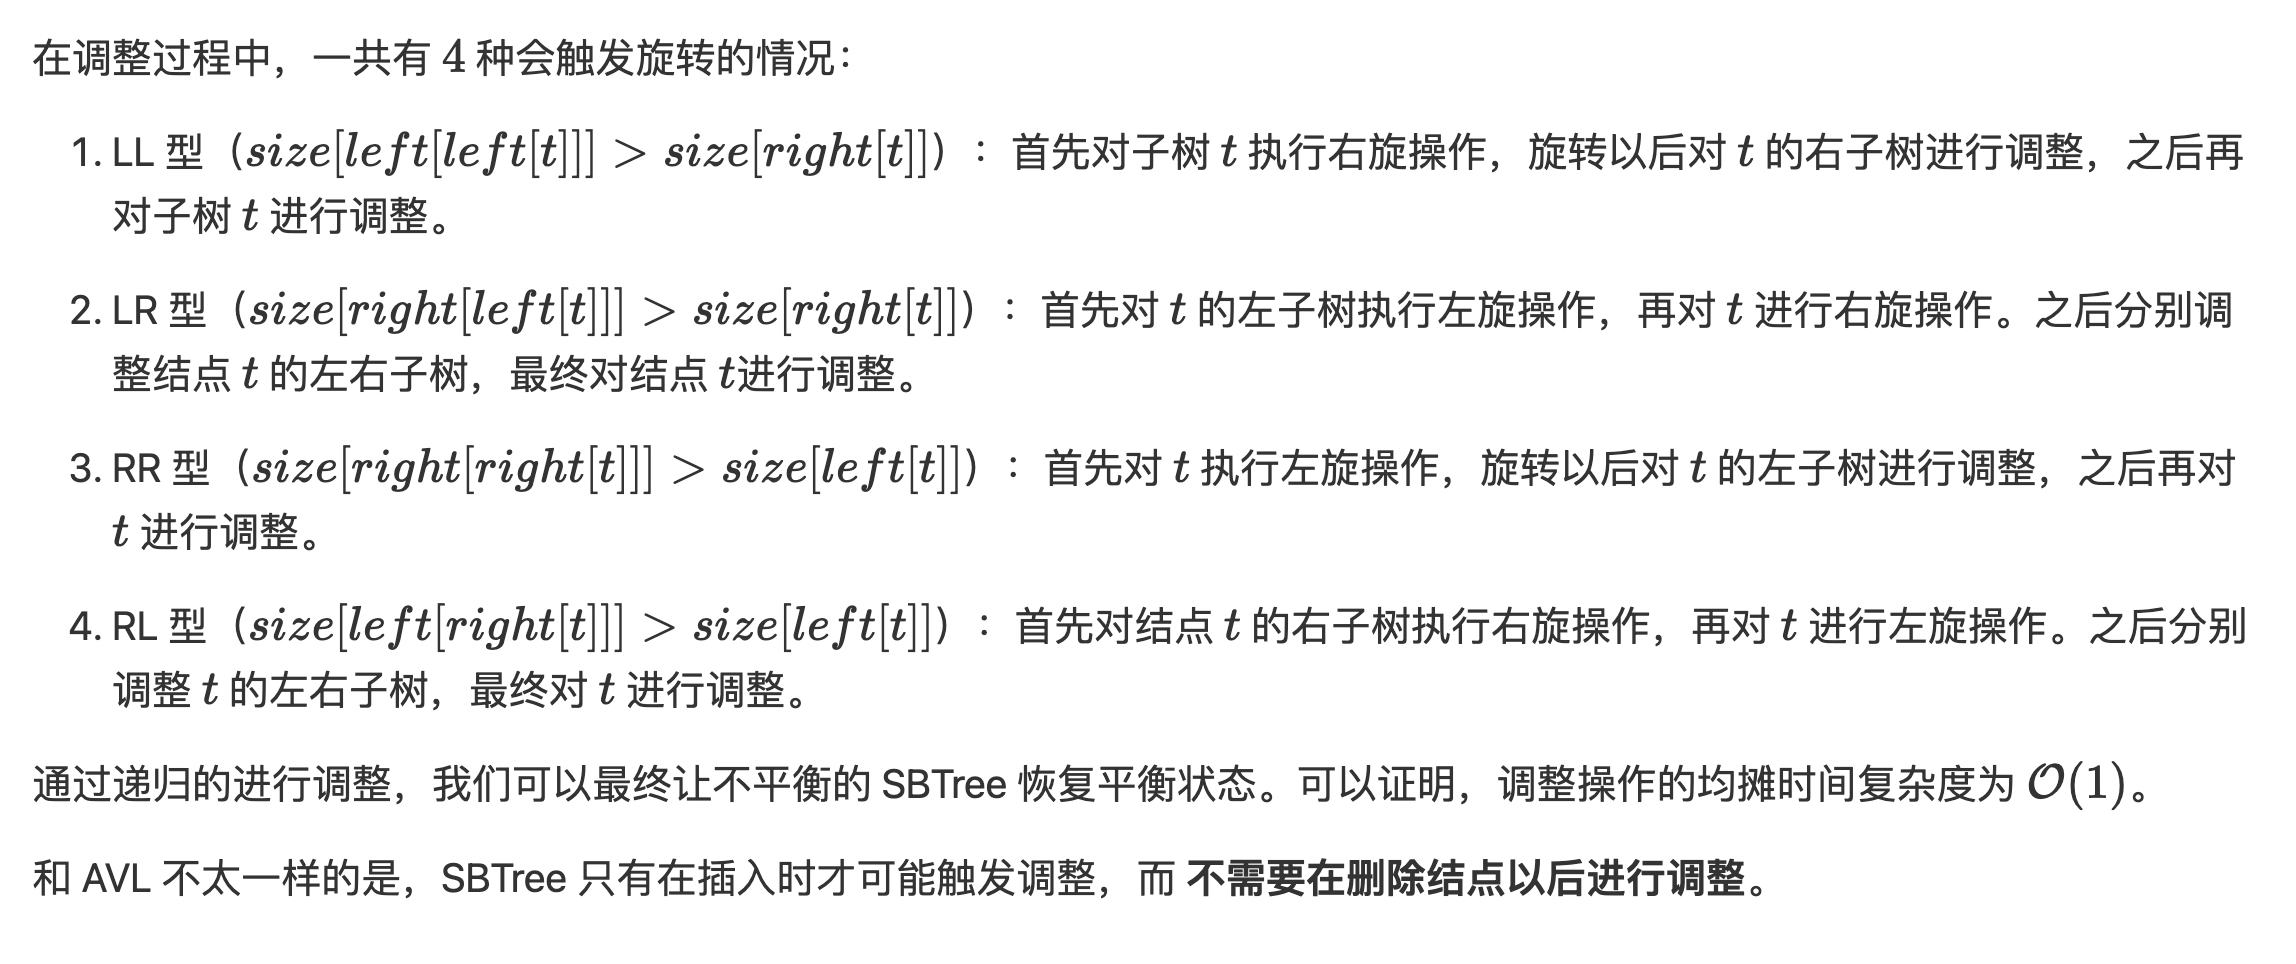 在调整过程中，一共有 4 种会触发旋转的情况：
1. LL 型（size[left[left[t]]] > size[right[t]]）：首先对子树 t 执行右旋操作，旋转以后对 t 的右子树进行调整，之后再
对子树 t 进行调整。
2. LR 型（size[right[left[t]]] > size[right[t]]）：首先对 t 的左子树执行左旋操作，再对 t 进行右旋操作。之后分别调
整结点 t 的左右子树，最终对结点 t进行调整。
3. RR 型（size[right[right[t]]] > size[left[t]]）：首先对 t 执行左旋操作，旋转以后对 t 的左子树进行调整，之后再对
t 进行调整。
4. RL 型（size[left[right[t]]] > size[left[t]]）：首先对结点 t 的右子树执行右旋操作，再对 t 进行左旋操作。之后分别
调整 t 的左右子树，最终对 t 进行调整。
通过递归的进行调整，我们可以最终让不平衡的 SBTree 恢复平衡状态。可以证明，调整操作的均摊时间复杂度为 O(1)。
和 AVL 不太一样的是，SBTree 只有在插入时才可能触发调整，而 不需要在删除结点以后进行调整。